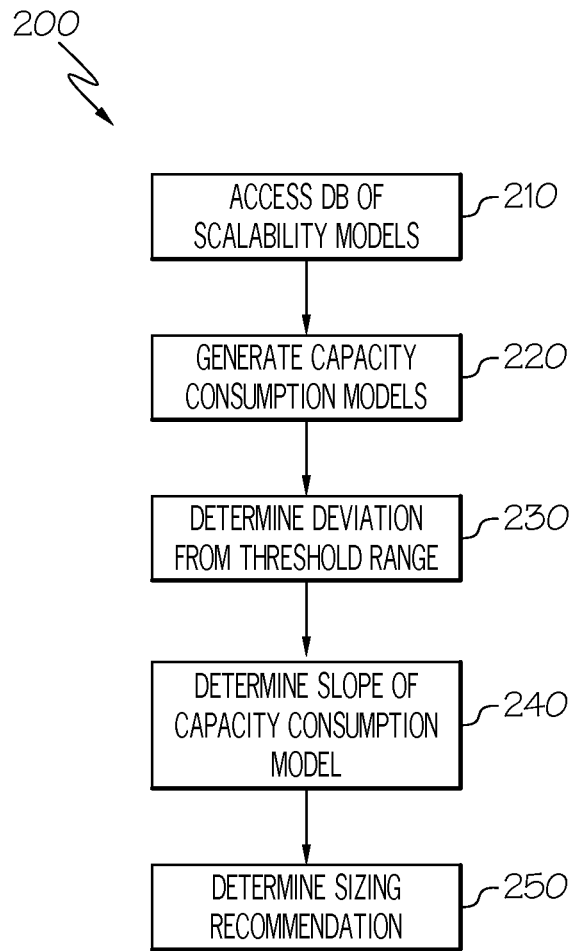 200
ACCESS DB OF
SCALABILITY MODELS
210
GENERATE CAPACITY
CONSUMPTION MODELS
220
DETERMINE DEVIATION
FROM THRESHOLD RANGE
230
DETERMINE SLOPE OF
CAPACITY CONSUMPTION
MODEL
240
DETERMINE SIZING
RECOMMENDATION
250